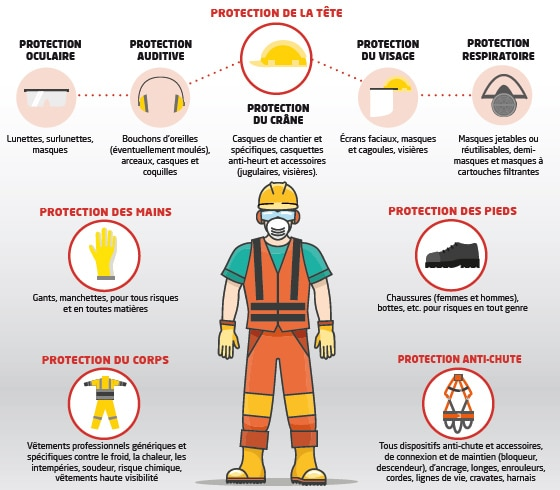 PROTECTION DE LA TÊTE
PROTECTION
OCULAIRE
Lunettes, surlunettes,
masques
PROTECTION
AUDITIVE
Bouchons d'oreilles
(éventuellement moulés),
arceaux, casques et
coquilles
PROTECTION
DU CRÂNE
Casques de chantier et
spécifiques, casquettes
anti-heurt et accessoires
(jugulaires, visières).
PROTECTION
DU VISAGE
Écrans faciaux, masques
et cagoules, visières
PROTECTION
RESPIRATOIRE
Masques jetables ou
réutilisables, demi-
masques et masques à
cartouches filtrantes
PROTECTION DES MAINS
Gants, manchettes, pour tous risques
et en toutes matières
PROTECTION DES PIEDS
Chaussures (femmes et hommes),
bottes, etc. pour risques en tout genre
PROTECTION DU CORPS
Vêtements professionnels génériques et
spécifiques contre le froid, la chaleur, les
intempéries, soudeur, risque chimique,
vêtements haute visibilité
PROTECTION ANTI-CHUTE
Tous dispositifs anti-chute et accessoires,
de connexion et de maintien (bloqueur,
descendeur), d'ancrage, longes, enrouleurs,
cordes, lignes de vie, cravates, harnais